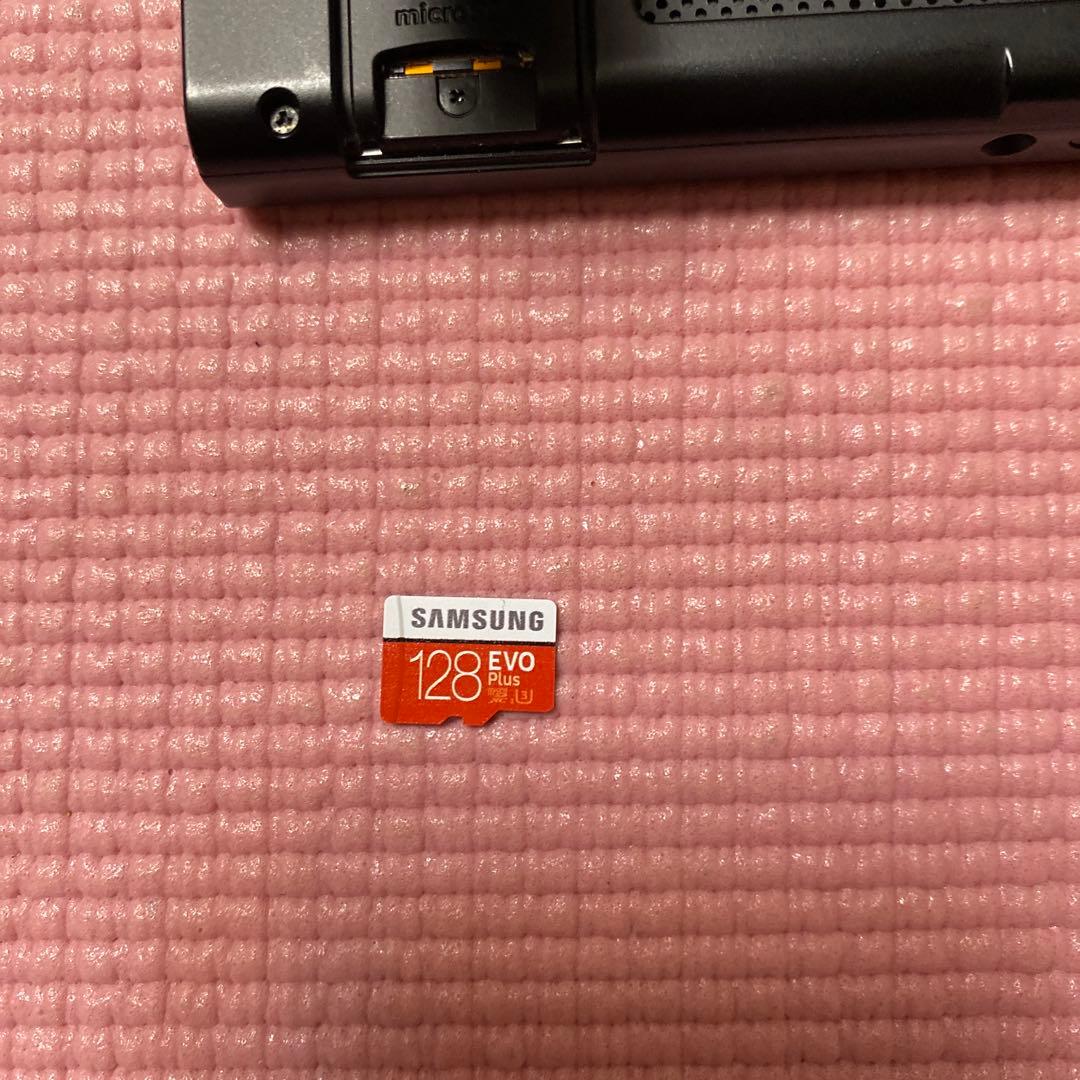 micro
SAMSUNG
128 EVO
Plus
U3